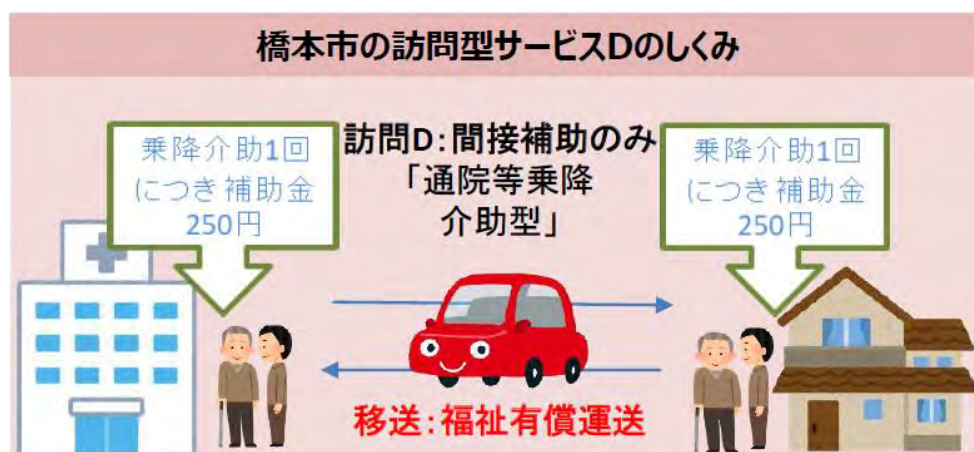 橋本市の訪問型サービスDのしくみ
乗降介助1回
につき補助金
250円
訪問D:間接補助のみ
「通院等乗降
介助型」
乗降介助1回
につき補助金
250円
移送:福祉有償運送